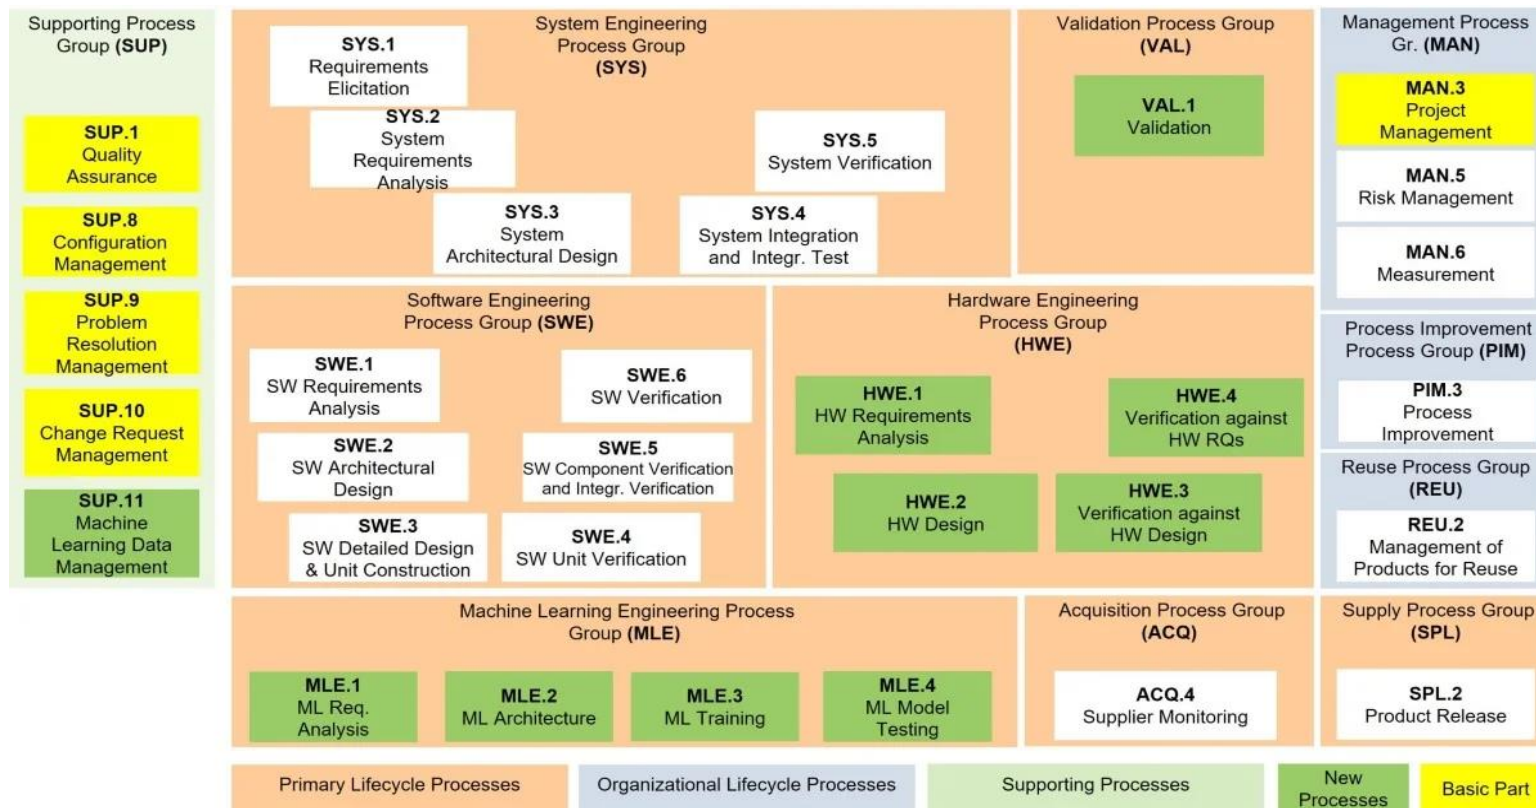 Supporting Process
Group (SUP)
SUP.1
Quality
Assurance
SUP.8
Configuration
Management
SUP.9
Problem
Resolution
Management
SUP.10
Change Request
Management
SUP.11
Machine
Learning Data
Management
System Engineering
Process Group
(SYS)
SYS.1
Requirements
Elicitation
SYS.2
System
Requirements
Analysis
SYS.3
System
Architectural Design
SYS.4
System Integration
and Integr. Test
SYS.5
System Verification
Validation Process Group
(VAL)
VAL.1
Validation
Management Process
Gr. (MAN)
MAN.3
Project
Management
MAN.5
Risk Management
MAN.6
Measurement
Software Engineering
Process Group (SWE)
SWE.1
SW Requirements
Analysis
SWE.2
SW Architectural
Design
SWE.3
SW Detailed Design
& Unit Construction
SWE.4
SW Unit Verification
SWE.5
SW Component Verification
and Integr. Verification
SWE.6
SW Verification
Hardware Engineering
Process Group
(HWE)
HWE.1
HW Requirements
Analysis
HWE.2
HW Design
HWE.3
Verification against
HW Design
HWE.4
Verification against
HW RQs
Process Improvement
Process Group (PIM)
PIM.3
Process
Improvement
Reuse Process Group
(REU)
REU.2
Management of
Products for Reuse
Machine Learning Engineering Process
Group (MLE)
MLE.1
ML Req.
Analysis
MLE.2
ML Architecture
MLE.3
ML Training
MLE.4
ML Model
Testing
Acquisition Process Group
(ACQ)
ACQ.4
Supplier Monitoring
Supply Process Group
(SPL)
SPL.2
Product Release
Primary Lifecycle Processes
Organizational Lifecycle Processes
Supporting Processes
New
Processes
Basic Part